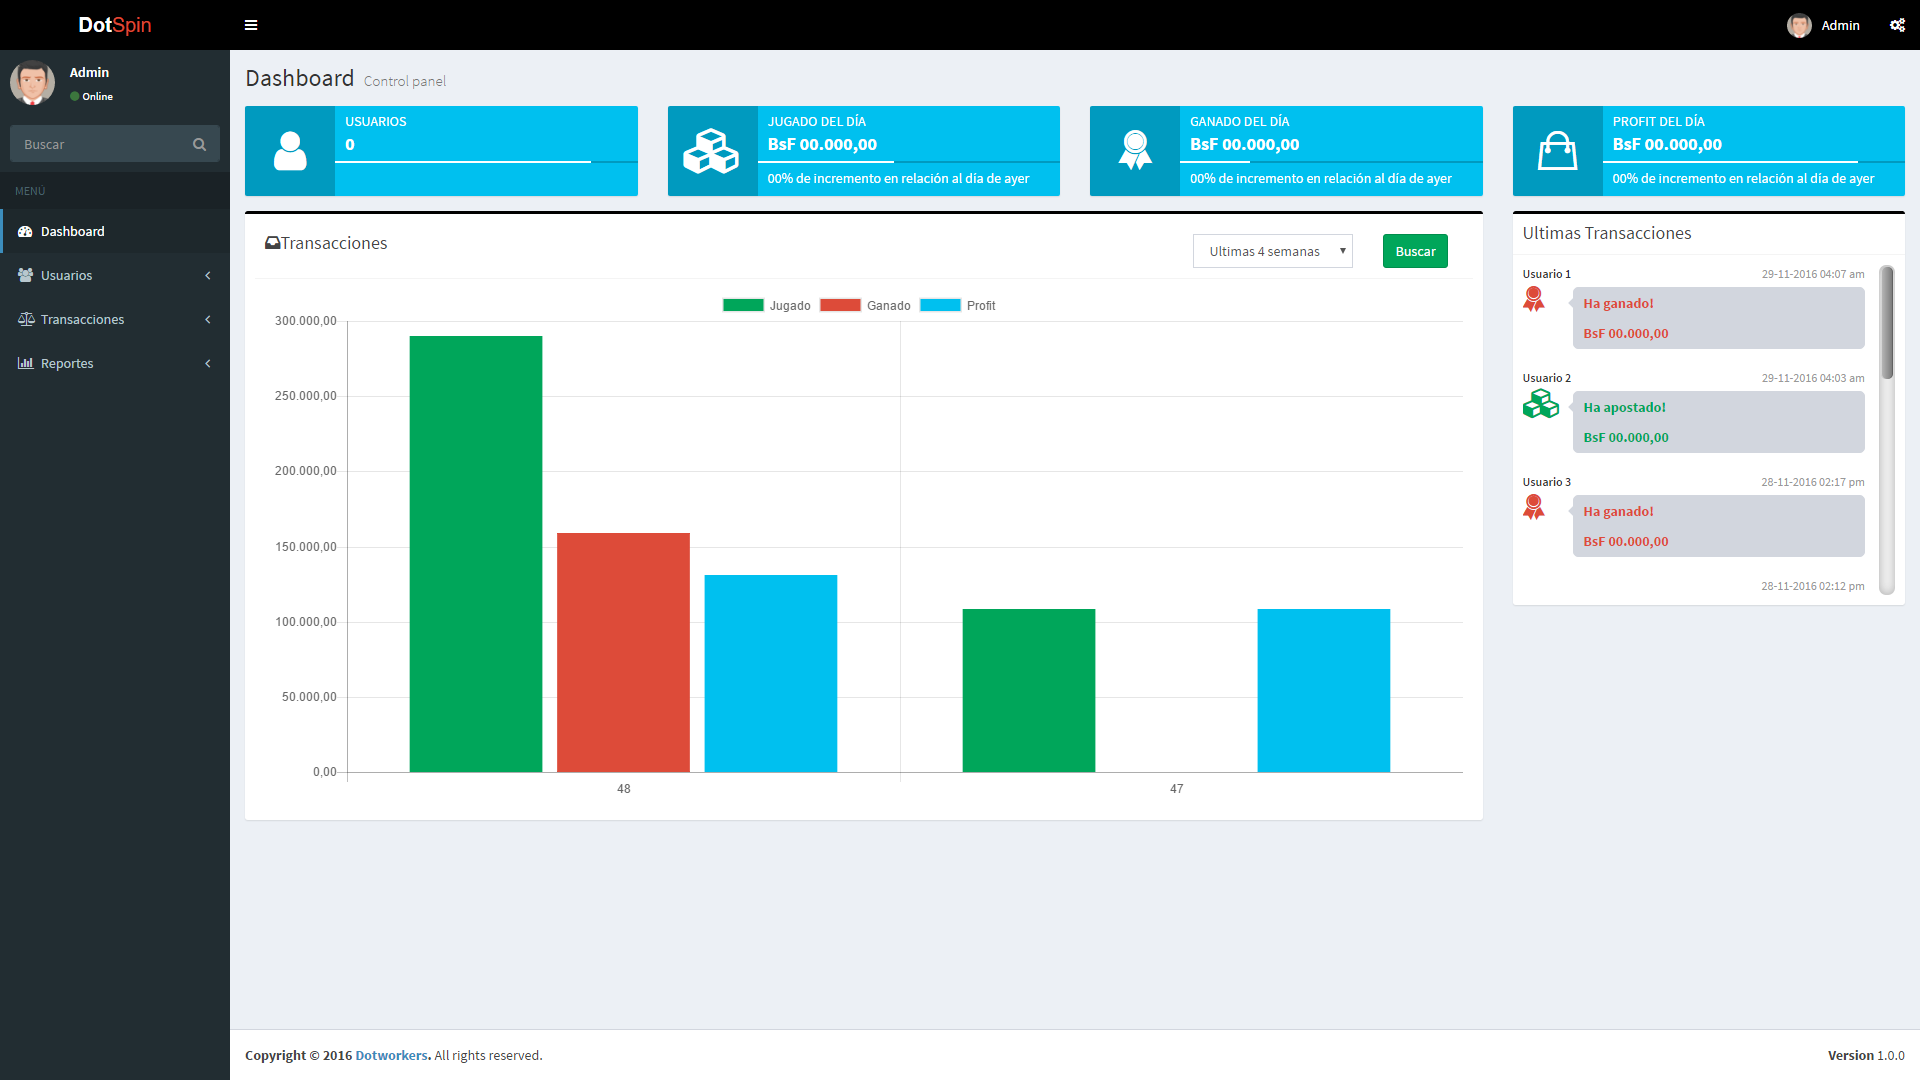 DotSpin
Admin
Admin
Online
Buscar
MENÚ
Dashboard
Usuarios
Transacciones
Reportes
Dashboard Control panel
USUARIOS
0
JUGADO DEL DÍA
BsF 00.000,00
00% de incremento en relación al día de ayer
GANADO DEL DÍA
BsF 00.000,00
00% de incremento en relación al día de ayer
PROFIT DEL DÍA
BsF 00.000,00
00% de incremento en relación al día de ayer
Transacciones
Ultimas 4 semanas
Buscar
Jugado Ganado Profit
300.000,00
250.000,00
200.000,00
150.000,00
100.000,00
50.000,00
0,00
48 47
Ultimas Transacciones
Usuario 1 29-11-2016 04:07 am
Ha ganado!
BsF 00.000,00
Usuario 2 29-11-2016 04:03 am
Ha apostado!
BsF 00.000,00
Usuario 3 28-11-2016 02:17 pm
Ha ganado!
BsF 00.000,00
28-11-2016 02:12 pm
Copyright © 2016 Dotworkers. All rights reserved.
Version 1.0.0